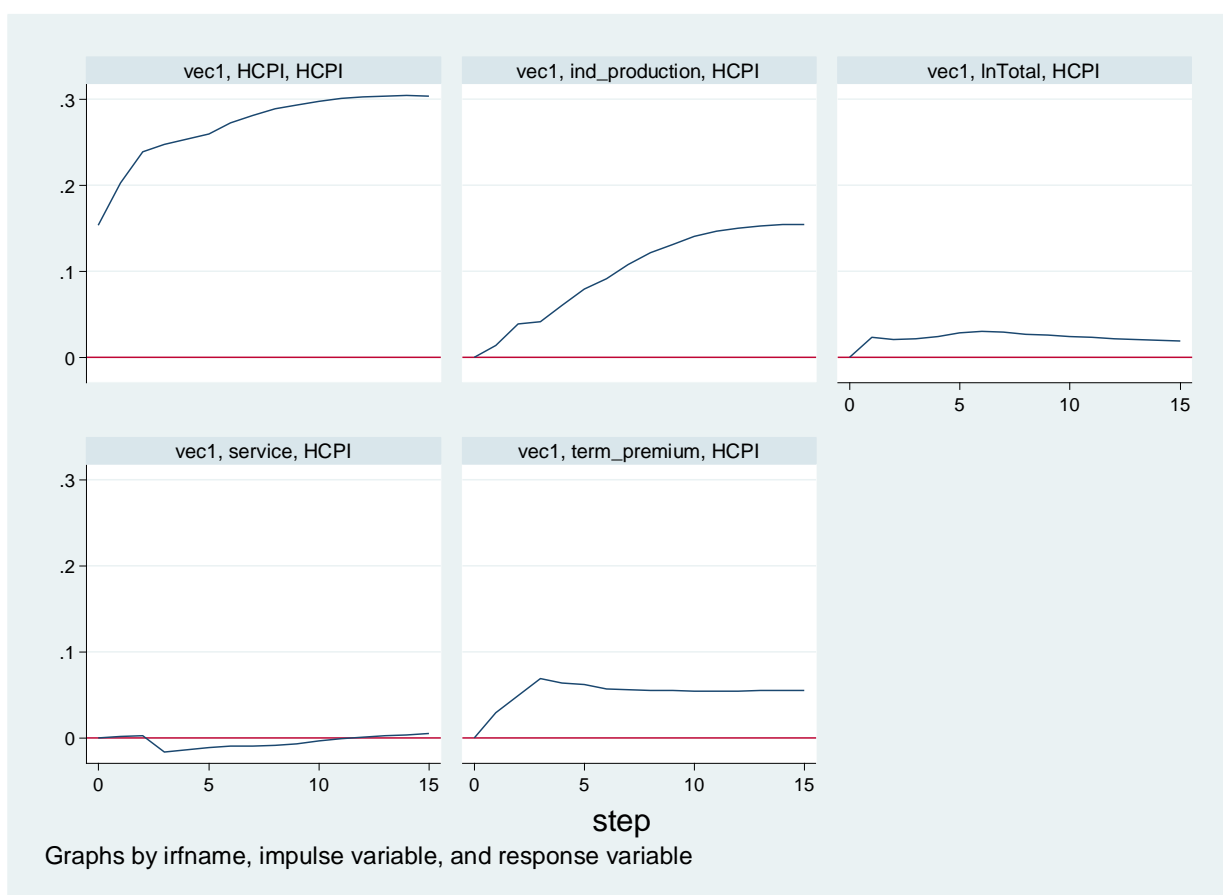 vec1, HCPI, HCPI
vec1, ind_production, HCPI
vec1, lnTotal, HCPI
.3
.2
.1
0
0 5 10 15
vec1, service, HCPI
vec1, term_premium, HCPI
.3
.2
.1
0
0 5 10 15
0 5 10 15
step
Graphs by irfname, impulse variable, and response variable